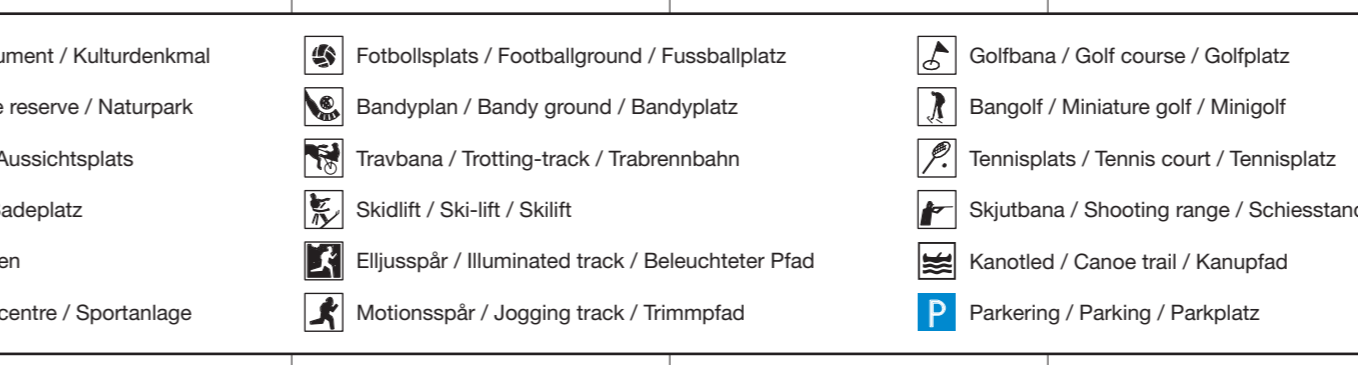 / Kulturdenkmal
reserve / Naturpark
Aussichtsplats
en
centre / Sportanlage
Fotbollsplats / Footballground / Fussballplatz
Bandyplan / Bandy ground / Bandyplatz
Travbana / Trotting-track / Trabrennbahn
Skidlift / Ski-lift / Skilift
Elljusspår / Illuminated track / Beleuchteter Pfad
Motionsspår / Jogging track / Trimmpfad
Golfbana / Golf course / Golfplatz
Bangolf / Miniature golf / Minigolf
Tennisplats / Tennis court / Tennisplatz
Skjutbana / Shooting range / Schiesstand
Kanotled / Canoe trail / Kanupfad
P Parkering / Parking / Parkplatz